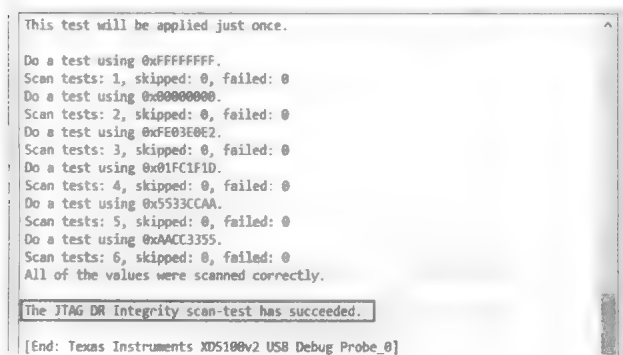 This test will be applied just once.
Do a test using 0xFFFFFFFF.
Scan tests: 1, skipped: 0, failed: 0
Do a test using 0x00000000.
Scan tests: 2, skipped: 0, failed: 0
Do a test using 0xFE03E0E2.
Scan tests: 3, skipped: 0, failed: 0
Do a test using 0x01FC1F1D.
Scan tests: 4, skipped: 0, failed: 0
Do a test using 0x5533CCAA.
Scan tests: 5, skipped: 0, failed: 0
Do a test using 0xAACC3355.
Scan tests: 6, skipped: 0, failed: 0
All of the values were scanned correctly.
The JTAG DR Integrity scan-test has succeeded.
[End: Texas Instruments XDS100v2 USB Debug Probe_0]